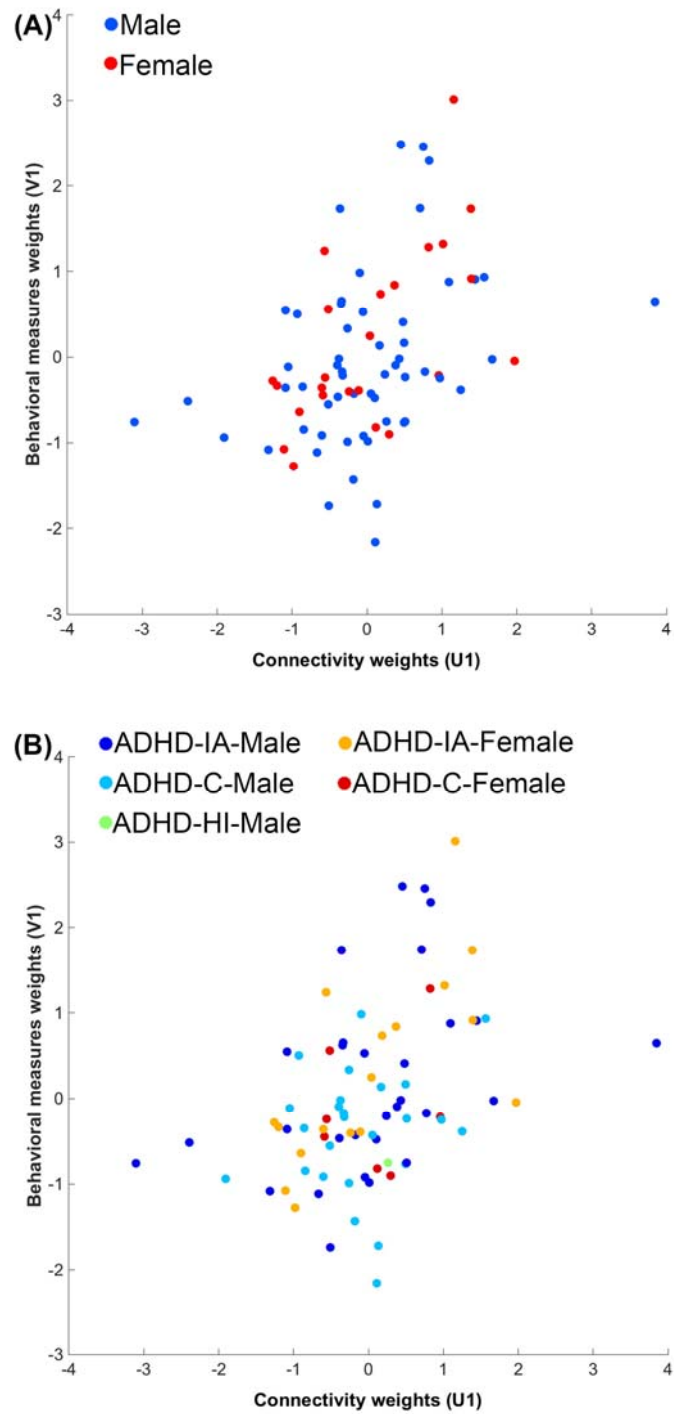 (A)
Male
Female
4
3
2
1
0
-1
-2
-3
Behavioral measures weights (V1)
-4 -3 -2 -1 0 1 2 3 4
Connectivity weights (U1)
(B)
ADHD-IA-Male ADHD-IA-Female
ADHD-C-Male ADHD-C-Female
ADHD-HI-Male
4
3
2
1
0
-1
-2
-3
Behavioral measures weights (V1)
-4 -3 -2 -1 0 1 2 3 4
Connectivity weights (U1)